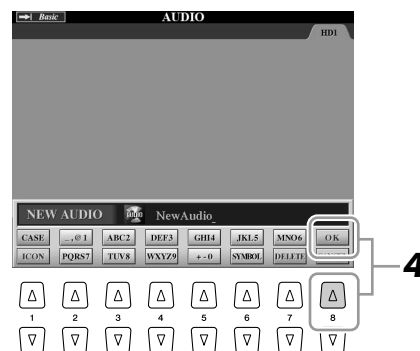 Basic AUDIO
HD1
NEW AUDIO AUDIO NewAudio_
CASE _,@1 ABC2 DEF3 GHI4 JKL5 MNO6 OK
ICON PQRS7 TUV8 WXYZ9 +-0 SYMBOL DELETE
4
1 2 3 4 5 6 7 8